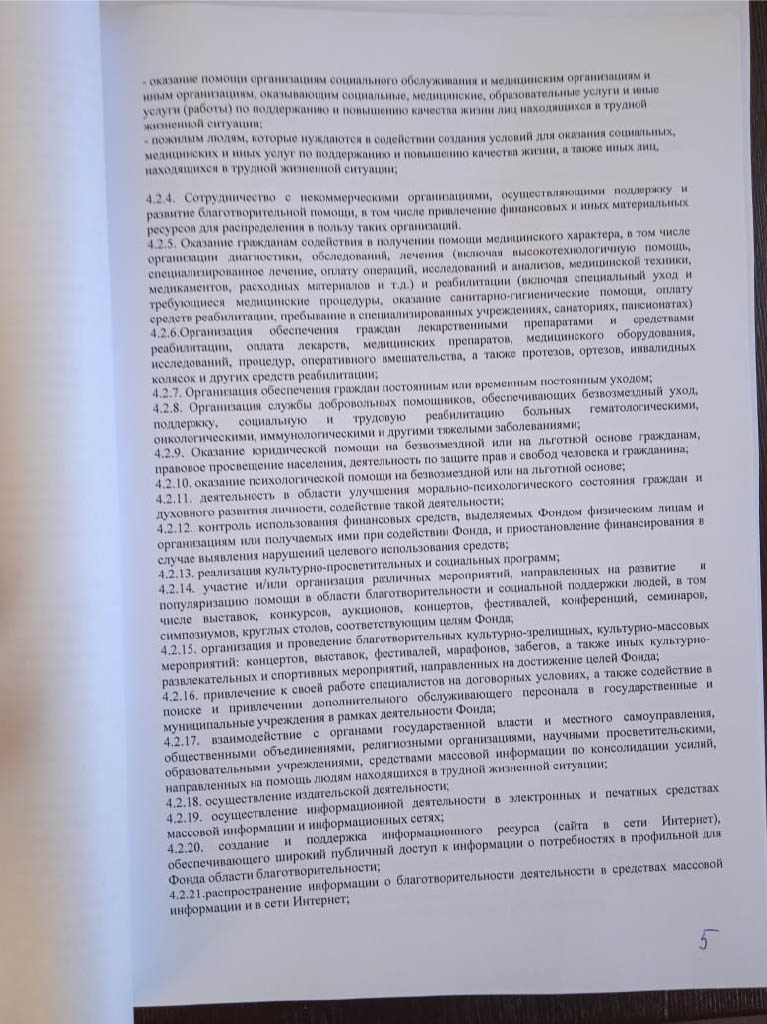 - оказание помощи организациям социального обслуживания и медицинским организациям и
иным организациям, оказывающим социальные, медицинские, образовательные услуги и иные
услуги (работы) по поддержанию и повышению качества жизни лиц находящихся в трудной
жизненной ситуации;
- пожилым людям, которые нуждаются в содействии создания условий для оказания социальных,
медицинских и иных услуг по поддержанию и повышению качества жизни, а также иных лиц,
находящихся в трудной жизненной ситуации;
4.2.4. Сотрудничество с некоммерческими организациями, осуществляющими поддержку и
развитие благотворительной помощи, в том числе привлечение финансовых и иных материальных
ресурсов для распределения в пользу таких организаций.
4.2.5. Оказание гражданам содействия в получении помощи медицинского характера, в том числе
организации диагностики, обследований, лечения (включая высокотехнологичную помощь,
специализированное лечение, оплату операций, исследований и анализов, медицинской техники,
медикаментов, расходных материалов и т.д.) и реабилитации (включая специальный уход и
требующиеся медицинские процедуры, оказание санитарно-гигиенические помощи, оплату
средств реабилитации, пребывание в специализированных учреждениях, санаториях, пансионатах)
4.2.6.Организация обеспечения граждан лекарственными препаратами и средствами
реабилитации, оплата лекарств, медицинских препаратов, медицинского оборудования,
исследований, процедур, оперативного вмешательства, а также протезов, ортезов, инвалидных
колясок и других средств реабилитации;
4.2.7. Организация обеспечения граждан постоянным или временным постоянным уходом;
4.2.8. Организация службы добровольных помощников, обеспечивающих безвозмездный уход,
поддержку, социальную и трудовую реабилитацию больных гематологическими,
онкологическими, иммунологическими и другими тяжелыми заболеваниями;
4.2.9. Оказание юридической помощи на безвозмездной или на льготной основе гражданам,
правовое просвещение населения, деятельность по защите прав и свобод человека и гражданина;
4.2.10. оказание психологической помощи на безвозмездной или на льготной основе;
4.2.11. деятельность в области улучшения морально-психологического состояния граждан и
духовного развития личности, содействие такой деятельности;
4.2.12. контроль использования финансовых средств, выделяемых Фондом физическим лицам и
организациям или получаемых ими при содействии Фонда, и приостановление финансирования в
случае выявления нарушений целевого использования средств;
4.2.13. реализация культурно-просветительных и социальных программ;
4.2.14. участие и/или организация различных мероприятий, направленных на развитие и
популяризацию помощи в области благотворительности и социальной поддержки людей, в том
числе выставок, конкурсов, аукционов, концертов, фестивалей, конференций, семинаров,
симпозиумов, круглых столов, соответствующим целям Фонда;
4.2.15. организация и проведение благотворительных культурно-зрелищных, культурно-массовых
мероприятий: концертов, выставок, фестивалей, марафонов, забегов, а также иных культурно-
развлекательных и спортивных мероприятий, направленных на достижение целей Фонда;
4.2.16. привлечение к своей работе специалистов на договорных условиях, а также содействие в
поиске и привлечении дополнительного обслуживающего персонала в государственные и
муниципальные учреждения в рамках деятельности Фонда;
4.2.17. взаимодействие с органами государственной власти и местного самоуправления,
общественными объединениями, религиозными организациями, научными просветительскими,
образовательными учреждениями, средствами массовой информации по консолидации усилий,
направленных на помощь людям находящихся в трудной жизненной ситуации;
4.2.18. осуществление издательской деятельности;
4.2.19. осуществление информационной деятельности в электронных и печатных средствах
массовой информации и информационных сетях;
4.2.20. создание и поддержка информационного ресурса (сайта в сети Интернет),
обеспечивающего широкий публичный доступ к информации о потребностях в профильной для
Фонда области благотворительности;
4.2.21.распространение информации о благотворительности деятельности в средствах массовой
информации и в сети Интернет;
5